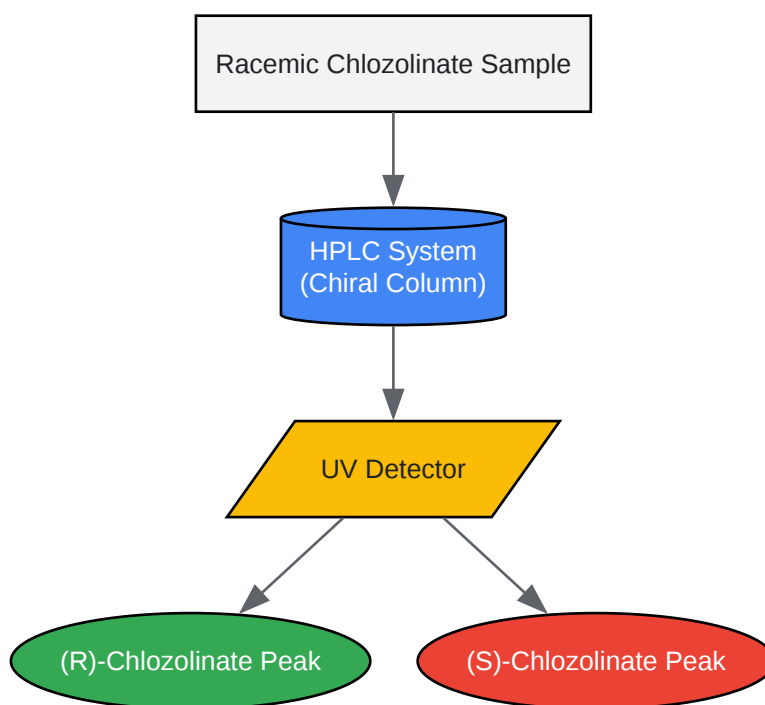 Racemic Chlozolinate Sample
HPLC System
(Chiral Column)
UV Detector
(R)-Chlozolinate Peak
(S)-Chlozolinate Peak